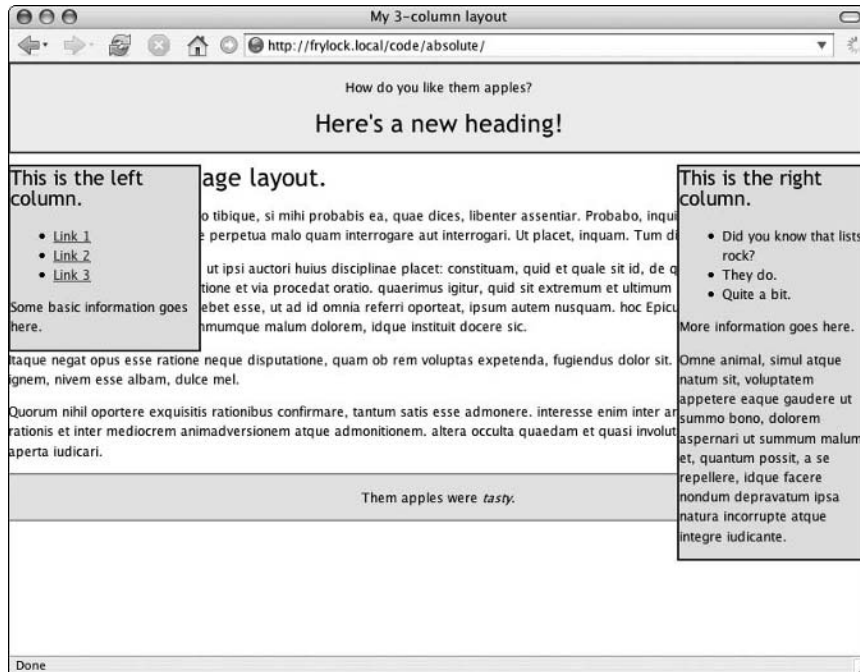 My 3-column layout
http://frylock.local/code/absolute/
How do you like them apples?
Here's a new heading!
This is the left
column.
Link 1
Link 2
Link 3
Some basic information goes
here.
age layout.
o tibique, si mihi probabis ea, quae dices, libenter assentiar. Probabo, inqui
e perpetua malo quam interrogare aut interrogari. Ut placet, inquam. Tum di
ut ipsi auctori huius disciplinae placet: constituam, quid et quale sit id, de q
tione et via procedat oratio. quaerimus igitur, quid sit extremum et ultimum
ebet esse, ut ad id omnia referri oporteat, ipsum autem nusquam. hoc Epicu
mmumque malum dolorem, idque instituit docere sic.
Itaque negat opus esse ratione neque disputatione, quam ob rem voluptas expetenda, fugiendus dolor sit.
ignem, nivem esse albam, dulce mel.
Quorum nihil oportere exquisitis rationibus confirmare, tantum satis esse admonere. interesse enim inter ar
rationis et inter mediocrem animadversionem atque admonitionem. altera occulta quaedam et quasi involut
aperta iudicari.
This is the right
column.
Did you know that lists
rock?
They do.
Quite a bit.
More information goes here.
Omne animal, simul atque
natum sit, voluptatem
appetere eaque gaudere ut
summo bono, dolorem
aspernari ut summum malum
et, quantum possit, a se
repellere, idque facere
nondum depravatum ipsa
natura incorrupte atque
integre iudicante.
Them apples were tasty.
Done